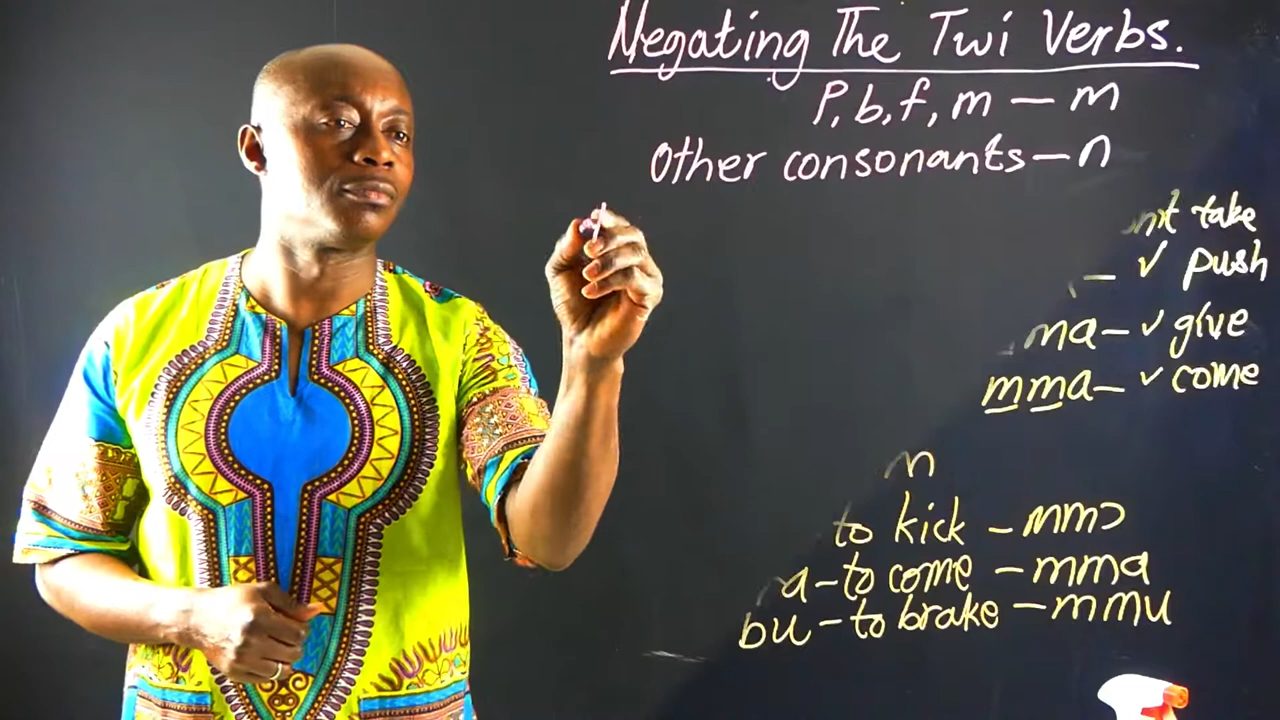 Negating The Twi Verbs.
P, b, f, m – m
Other consonants – n
take
– ✓ push
ma – ✓ give
mma – ✓ come
m
to kick – mmɔ
a – to come – mma
bu – to brake – mmu